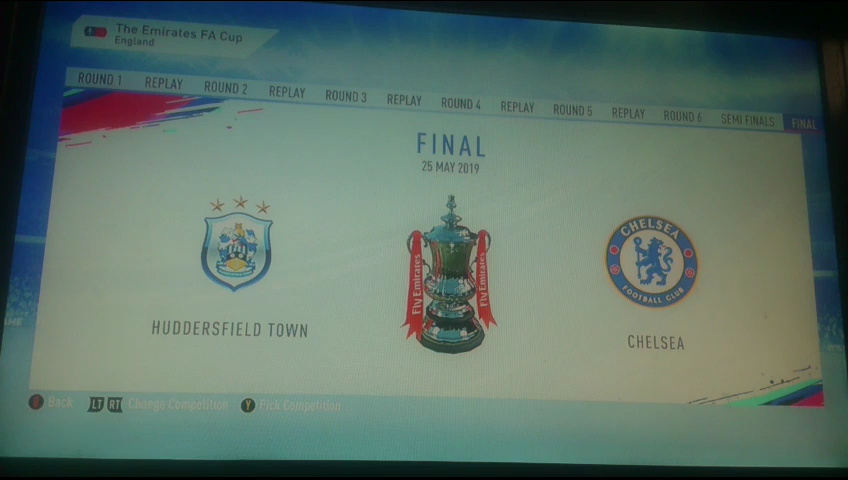 The Emirates FA Cup
England
ROUND 1 REPLAY ROUND 2 REPLAY ROUND 3 REPLAY ROUND 4 REPLAY ROUND 5 REPLAY ROUND 6 SEMI FINALS FINAL
FINAL
25 MAY 2019
Fly Emirates Fly Emirates
CHELSEA
FOOTBALL CLUB
HUDDERSFIELD TOWN
CHELSEA
Back LT RT Change Competition Y Pick Competition